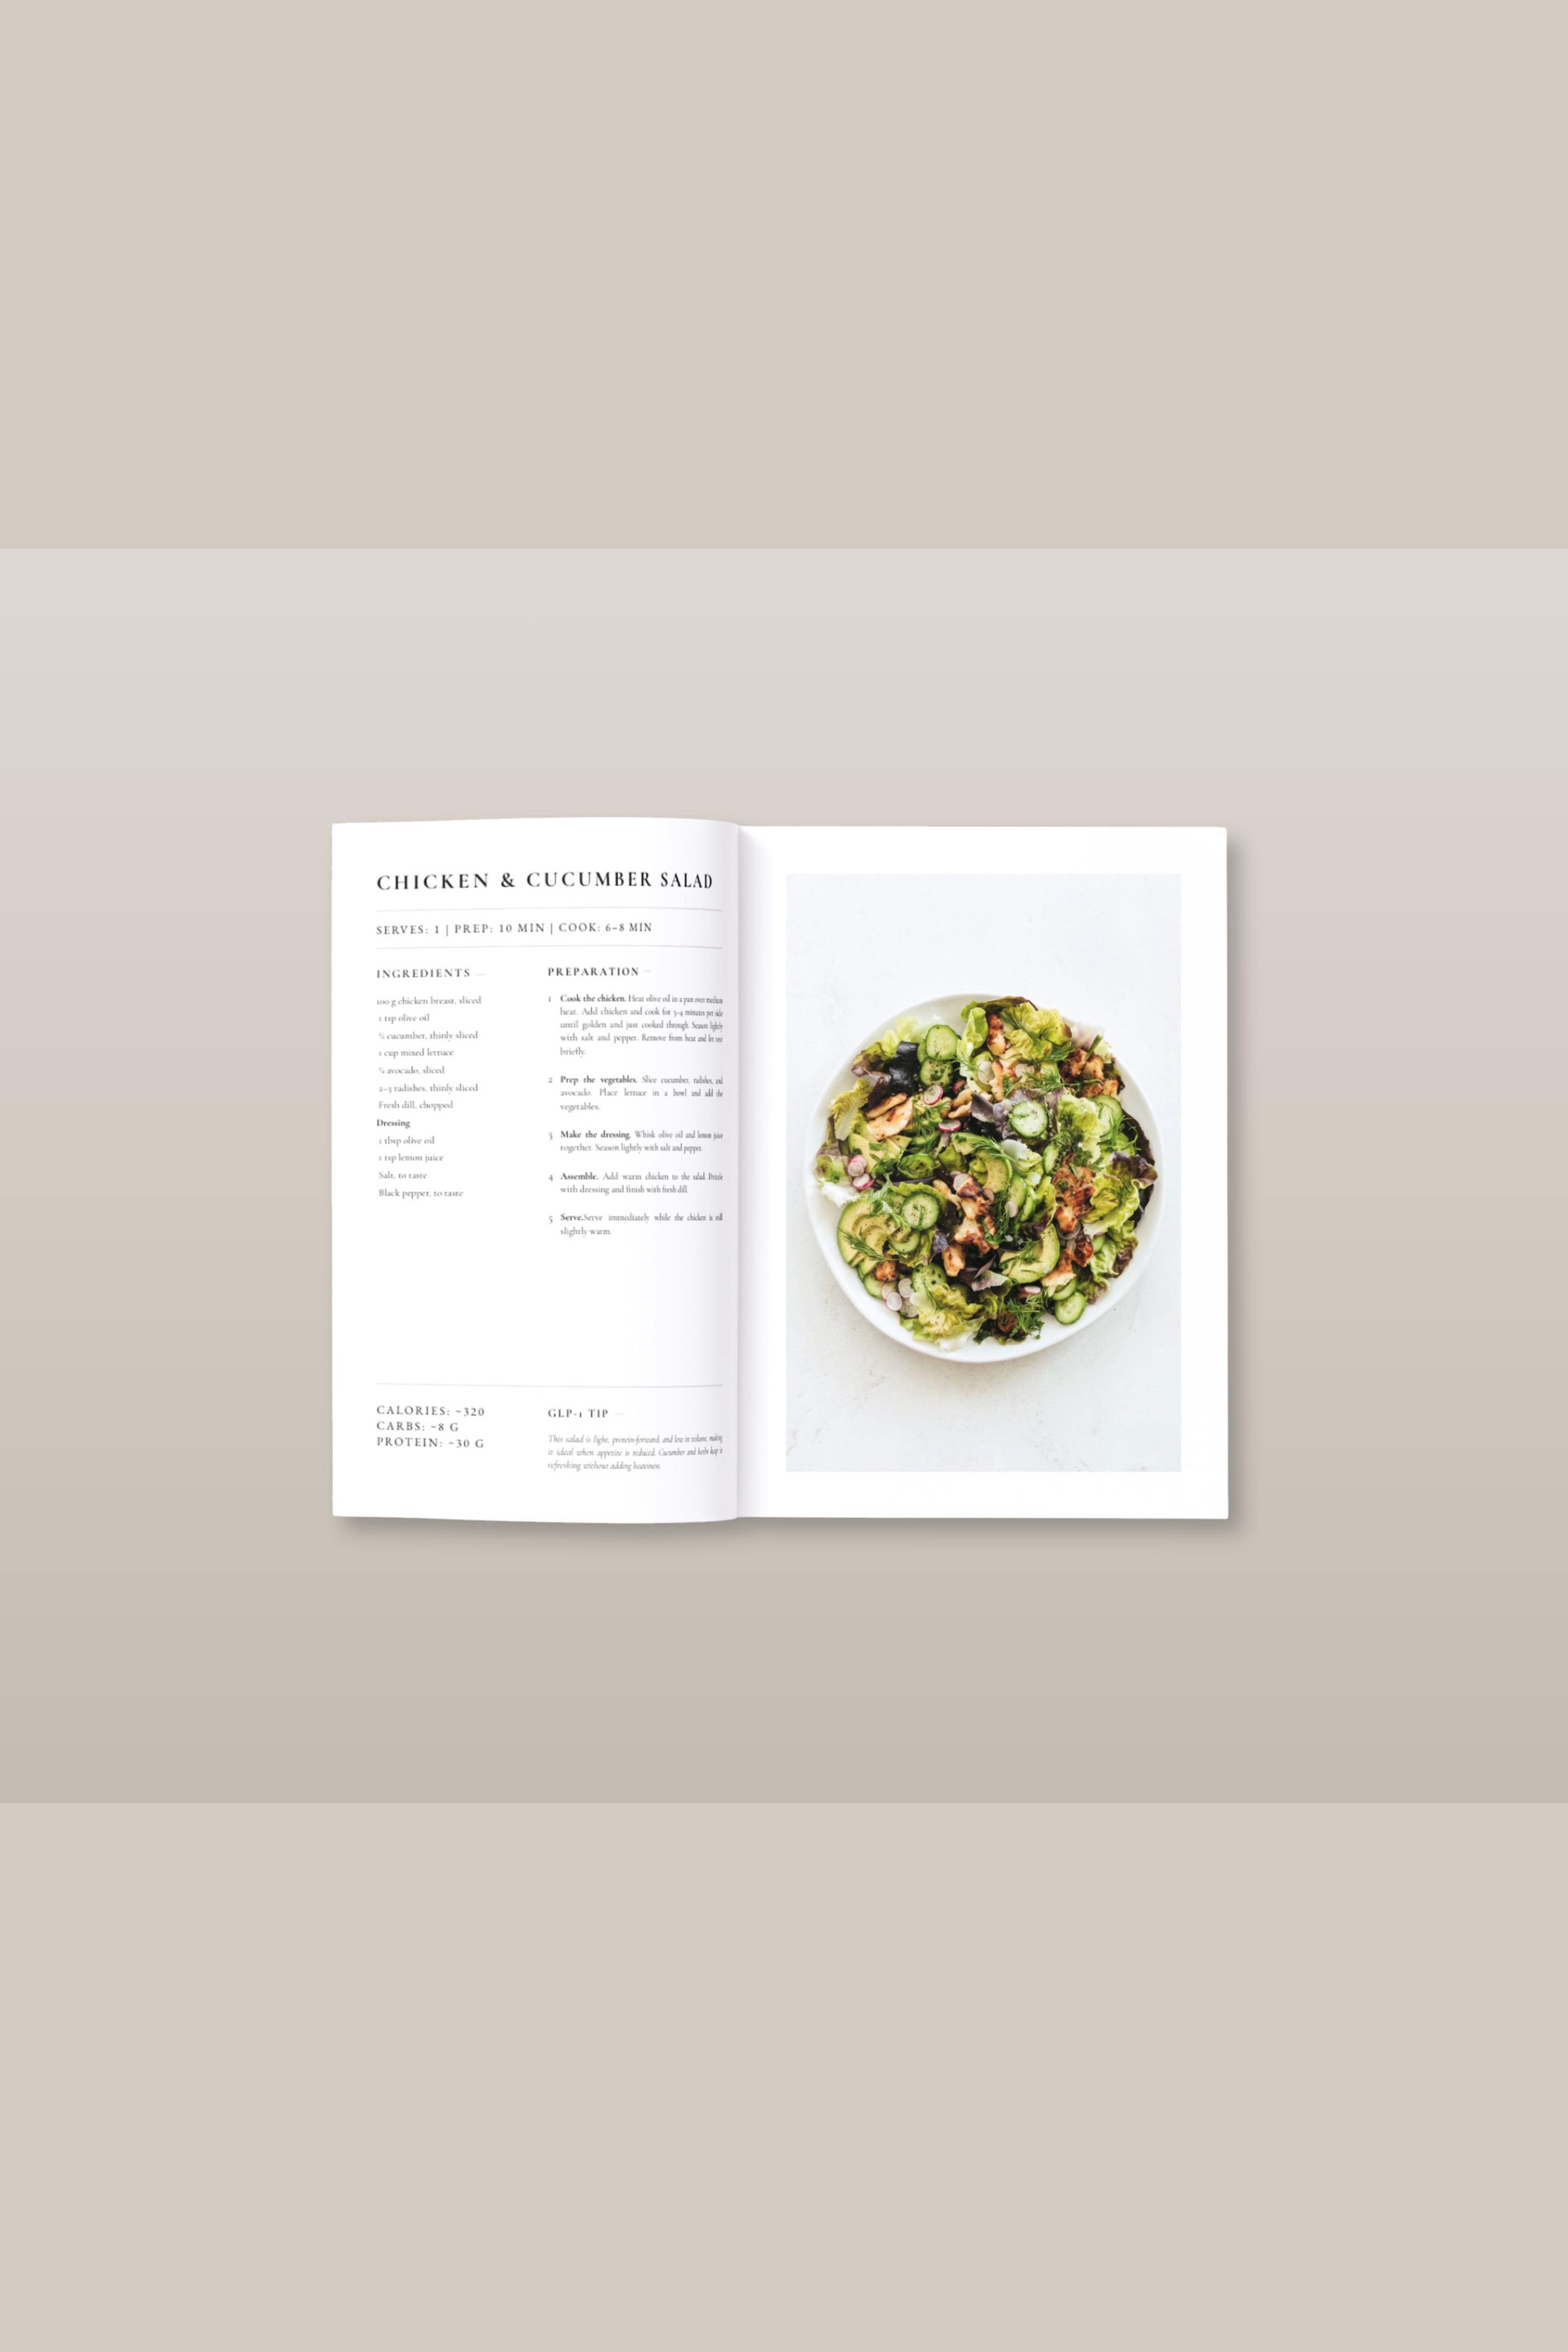 CHICKEN & CUCUMBER SALAD
SERVES: 1 | PREP: 10 MIN | COOK: 6–8 MIN
INGREDIENTS —
100 g chicken breast, sliced
1 tsp olive oil
½ cucumber, thinly sliced
1 cup mixed lettuce
avocado, sliced
2–3 radishes, thinly sliced
Fresh dill, chopped
Dressing
1 tbsp olive oil
1 tsp lemon juice
Salt, to taste
Black pepper, to taste
PREPARATION —
1 Cook the chicken. Heat olive oil in a pan over medium
heat. Add chicken and cook for 3–4 minutes per side
until golden and just cooked through. Season lightly
with salt and pepper. Remove from heat and let rest
briefly.
2 Prep the vegetables. Slice cucumber, radishes, and
avocado. Place lettuce in a bowl and add the
vegetables.
3 Make the dressing. Whisk olive oil and lemon juice
together. Season lightly with salt and pepper.
4 Assemble. Add warm chicken to the salad. Drizzle
with dressing and finish with fresh dill.
5 Serve.Serve immediately while the chicken is still
slightly warm.
CALORIES: ~320
CARBS: ~8 G
PROTEIN: ~30 G
GLP-1 TIP —
This salad is light, protein-forward, and low in volume, making
it ideal when appetite is reduced. Cucumber and herbs keep it
refreshing without adding heaviness.